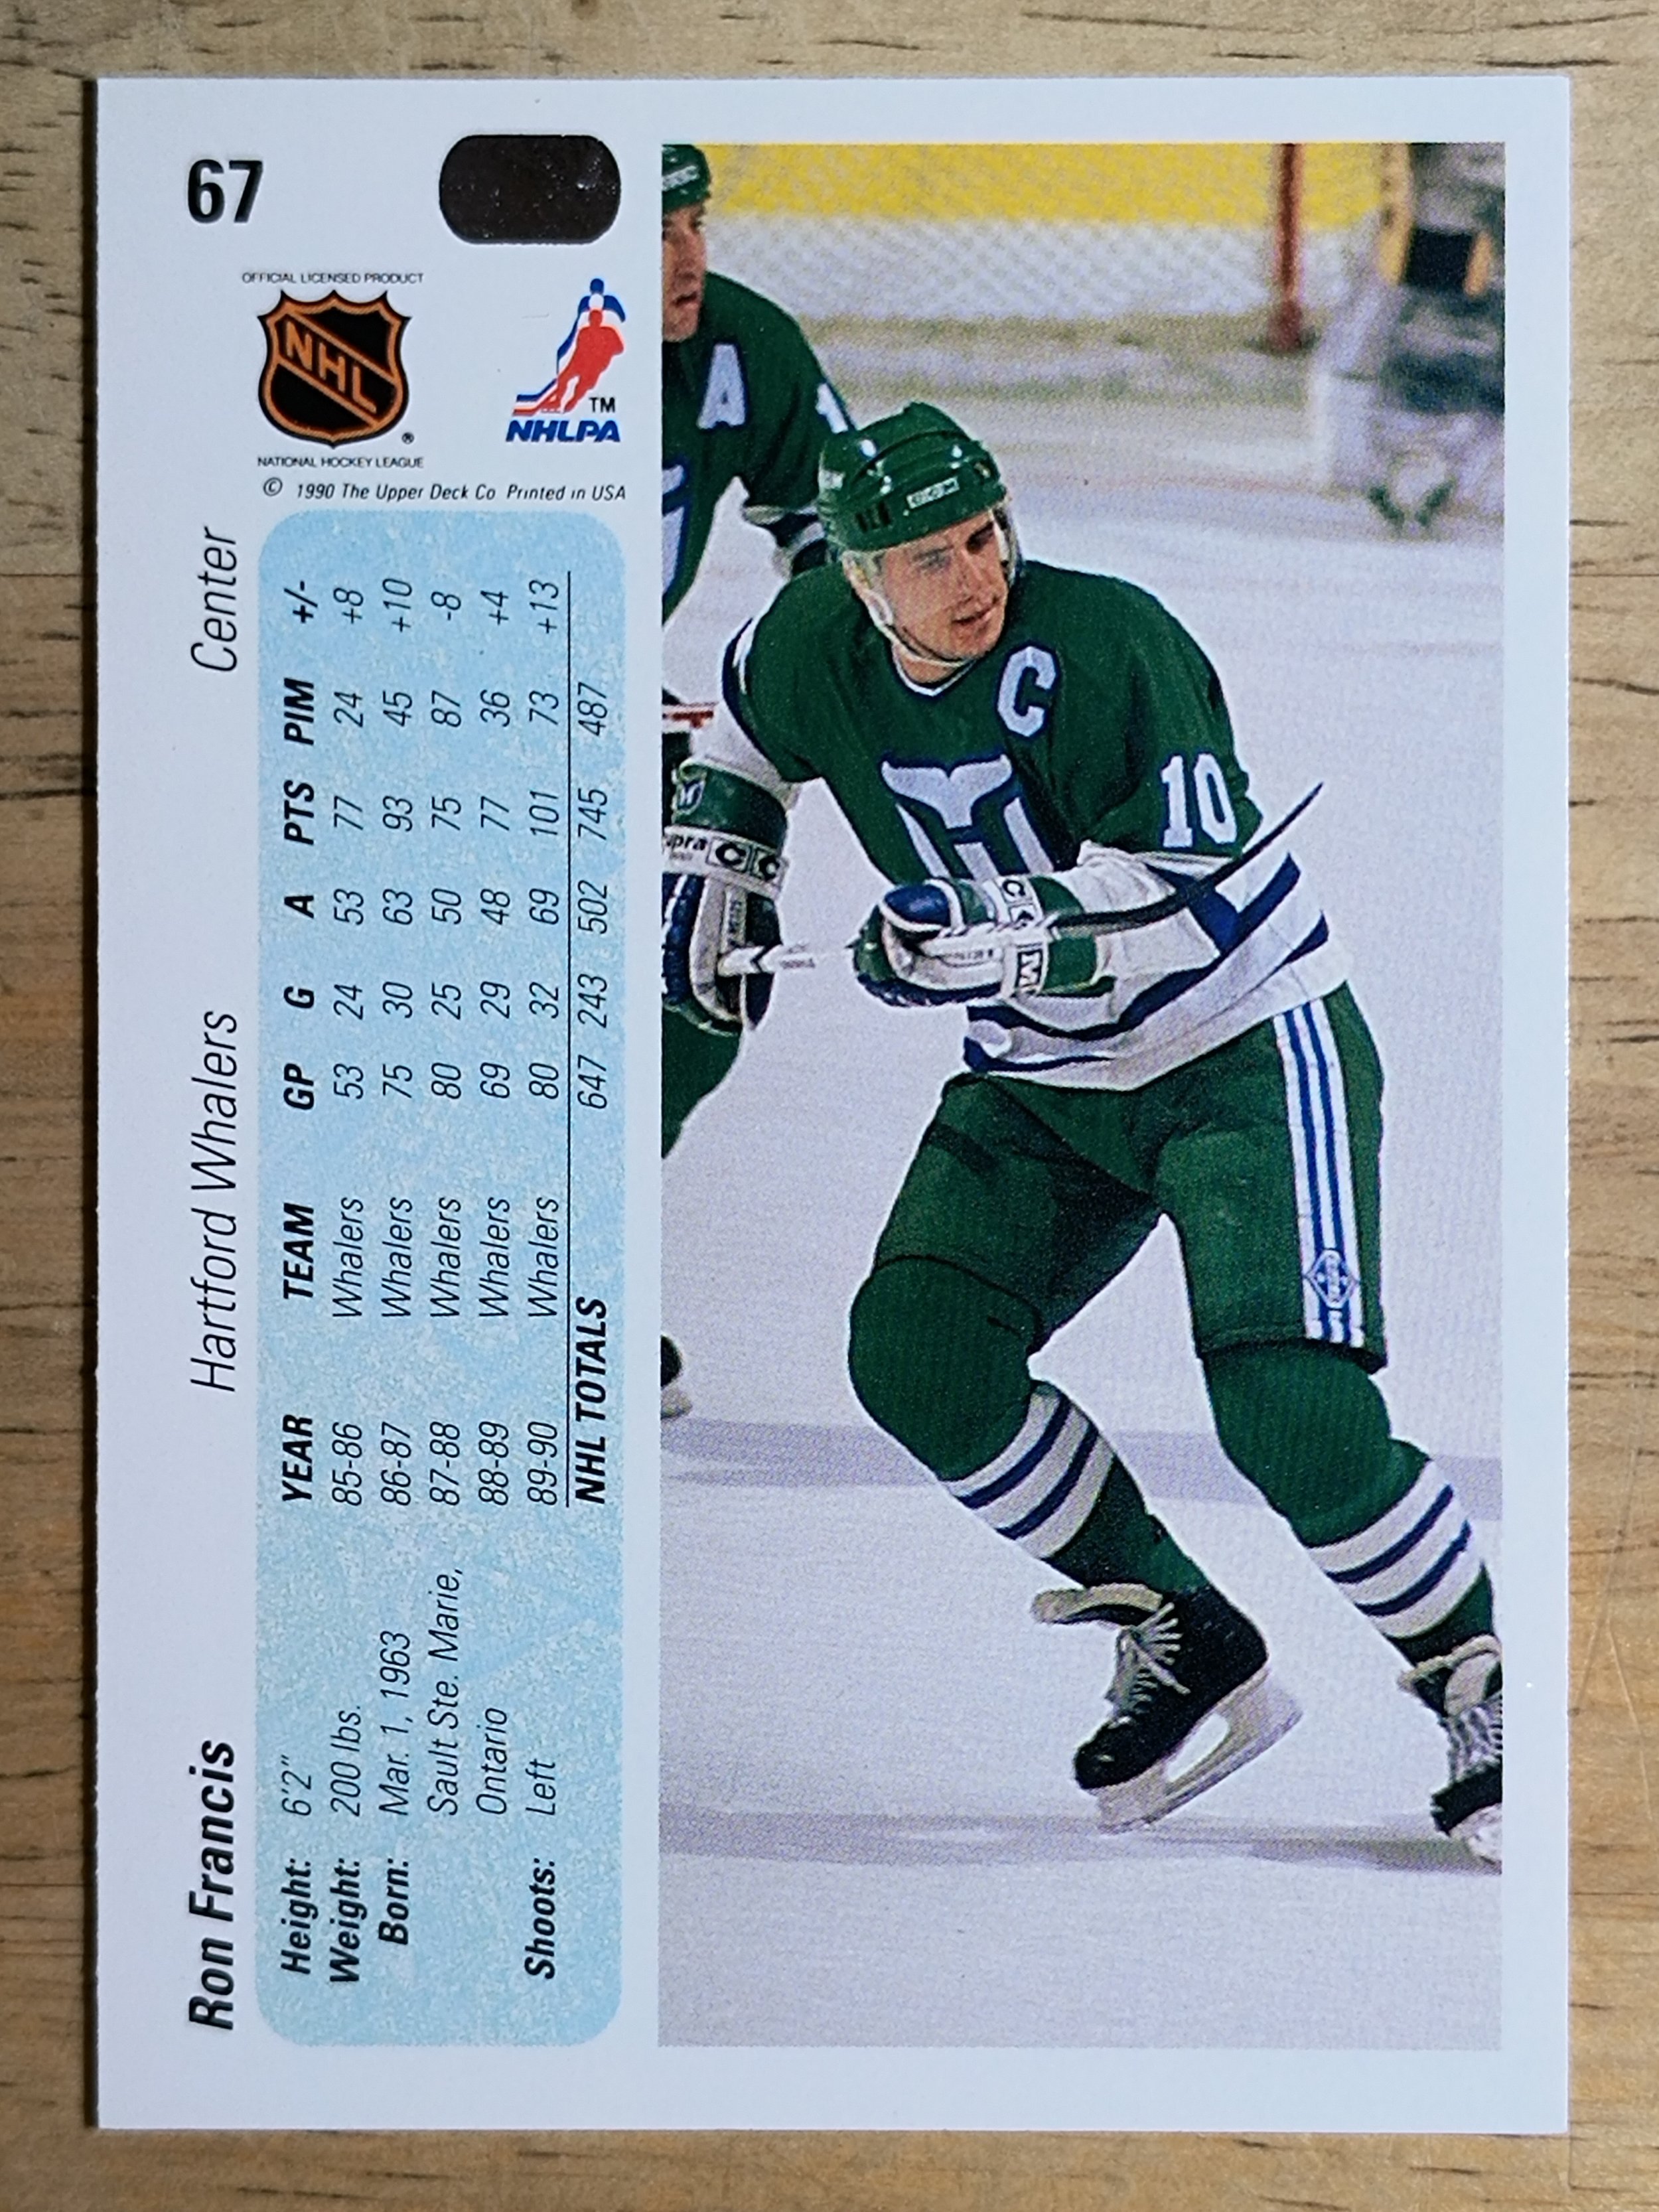 67
OFFICIAL LICENSED PRODUCT
NHL
®
NATIONAL HOCKEY LEAGUE
TM
NHLPA
© 1990 The Upper Deck Co Printed in USA
Ron Francis Hartford Whalers Center
Height: 6'2"
Weight: 200 lbs.
Born: Mar. 1, 1963
Sault Ste. Marie,
Ontario
Shoots: Left
YEAR TEAM GP G A PTS PIM +/-
85-86 Whalers 53 24 53 77 24 +8
86-87 Whalers 75 30 63 93 45 +10
87-88 Whalers 80 25 50 75 87 -8
88-89 Whalers 69 29 48 77 36 +4
89-90 Whalers 80 32 69 101 73 +13
NHL TOTALS 647 243 502 745 487
A
1
CCM
C
10